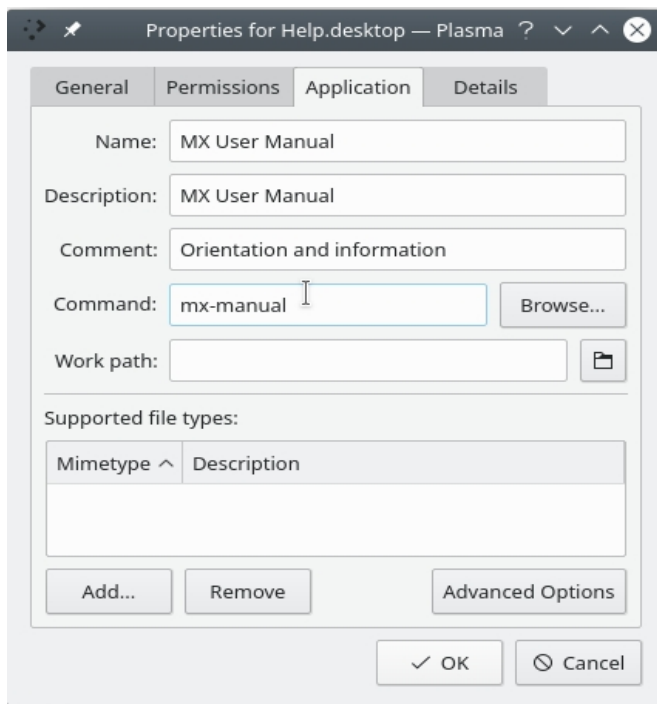 Properties for Help.desktop — Plasma ?
General Permissions Application Details
Name: MX User Manual
Description: MX User Manual
Comment: Orientation and information
Command: mx-manual Browse...
Work path:
Supported file types:
Mimetype Description
Add... Remove Advanced Options
OK Cancel